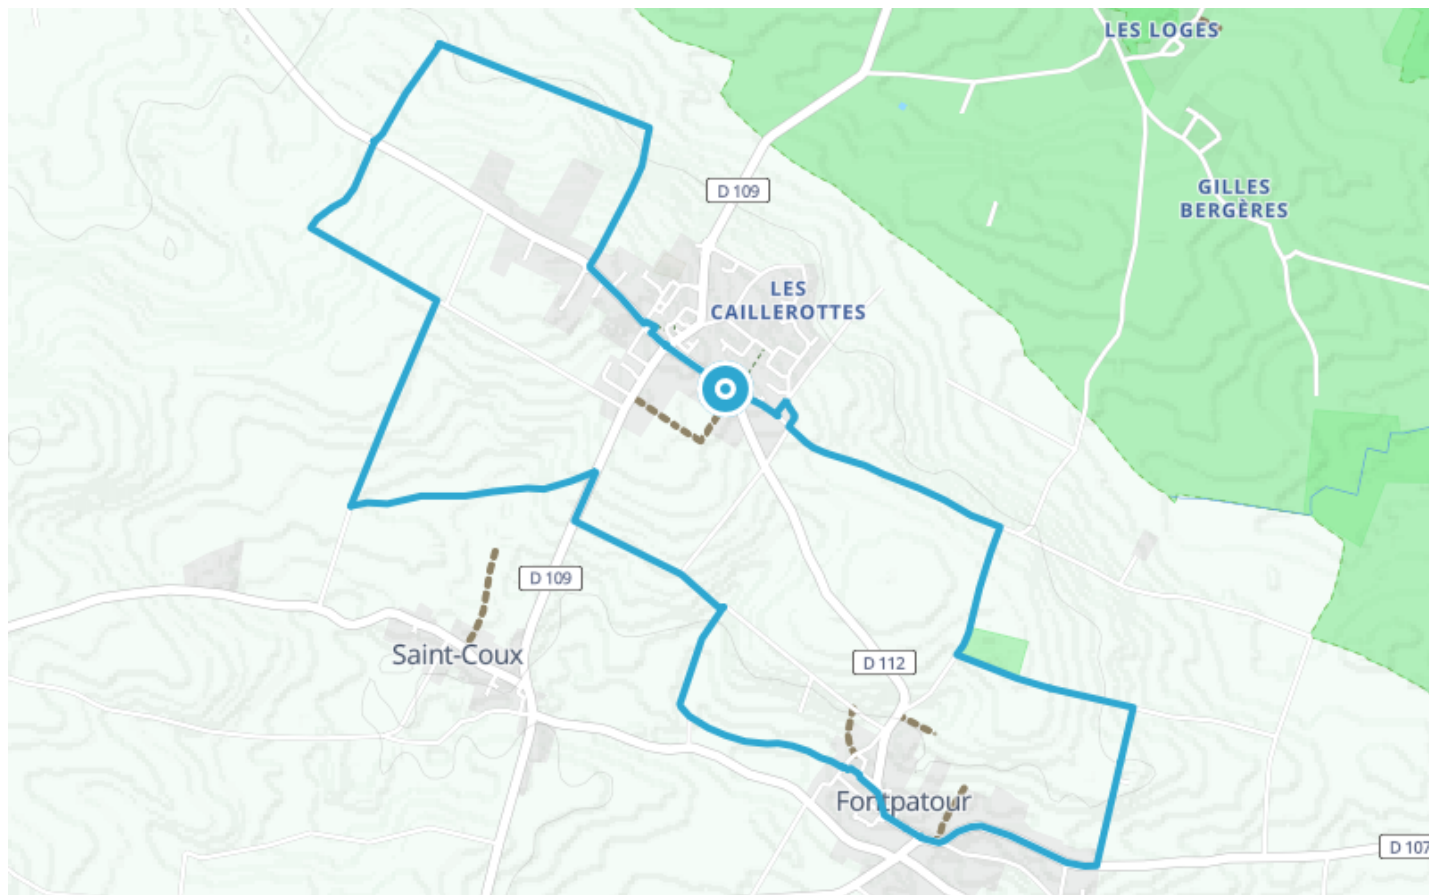 LES LOGES
GILLES
BERGÈRES
D 109
LES
CAILLEROTTES
D 109
Saint-Coux
D 112
Fontpatour
D 107